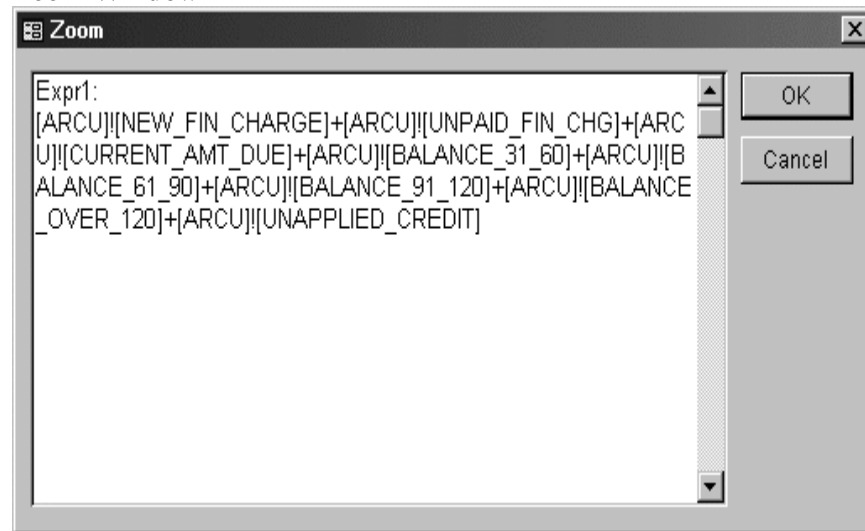 Zoom
Expr1:
[ARCU]![NEW_FIN_CHARGE]+[ARCU]![UNPAID_FIN_CHG]+[ARC
U]![CURRENT_AMT_DUE]+[ARCU]![BALANCE_31_60]+[ARCU]![B
ALANCE_61_90]+[ARCU]![BALANCE_91_120]+[ARCU]![BALANCE
_OVER_120]+[ARCU]![UNAPPLIED_CREDIT]
OK
Cancel